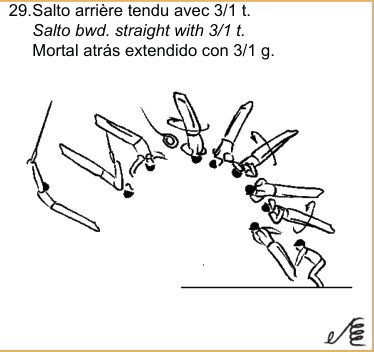 29.Salto arrière tendu avec 3/1 t.
Salto bwd. straight with 3/1 t.
Mortal atrás extendido con 3/1 g.